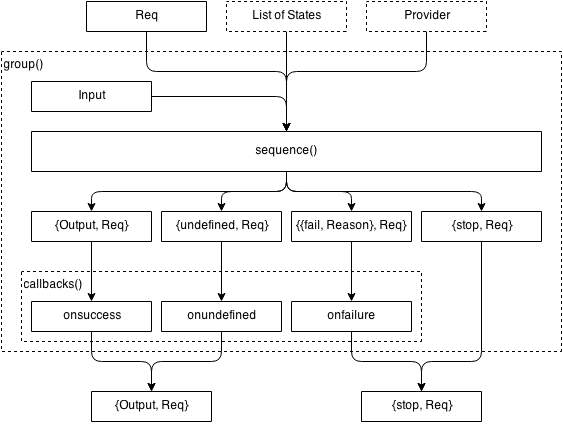 Req
List of States
Provider
group()
Input
sequence()
{Output, Req}
{undefined, Req}
{{fail, Reason}, Req}
{stop, Req}
callbacks()
onsuccess
onundefined
onfailure
{Output, Req}
{stop, Req}